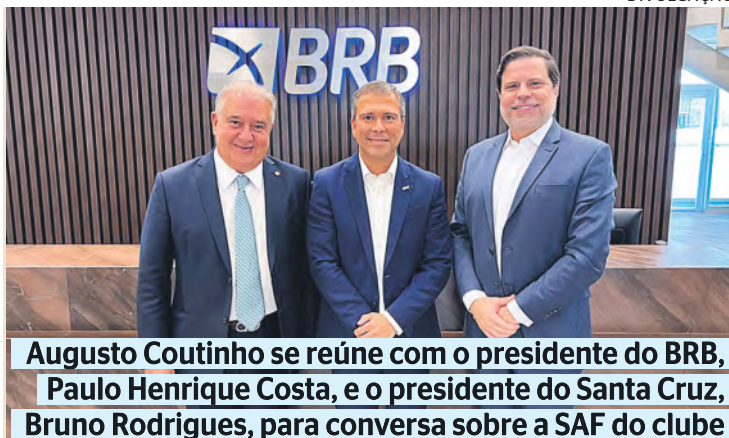 BRB
Augusto Coutinho se reúne com o presidente do BRB,
Paulo Henrique Costa, e o presidente do Santa Cruz,
Bruno Rodrigues, para conversa sobre a SAF do clube